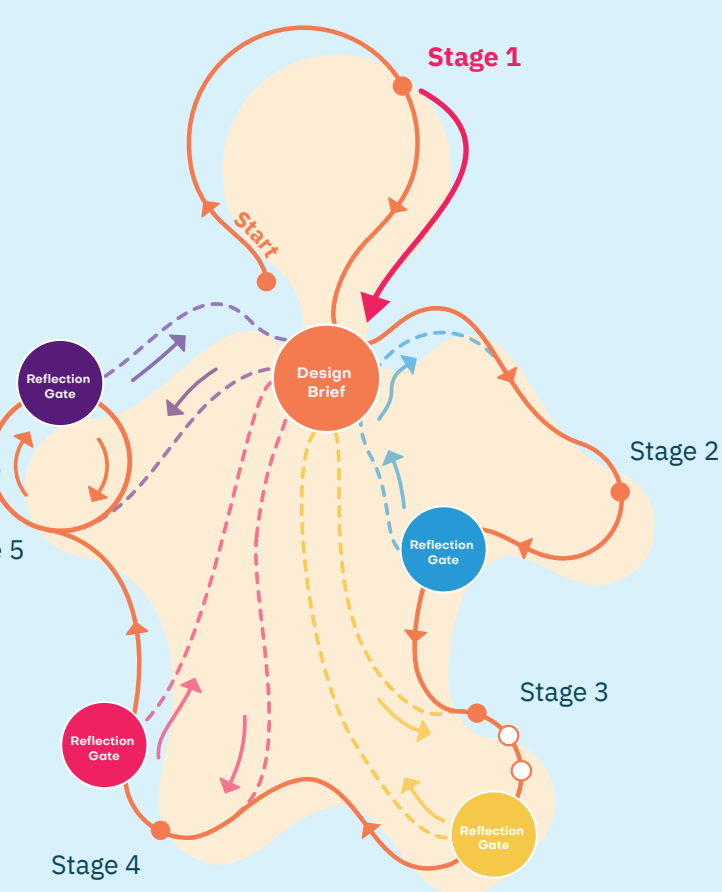 Stage 1
Start
Design
Brief
Reflection
Gate
Stage 2
Reflection
Gate
5
Stage 3
Reflection
Gate
Reflection
Gate
Stage 4